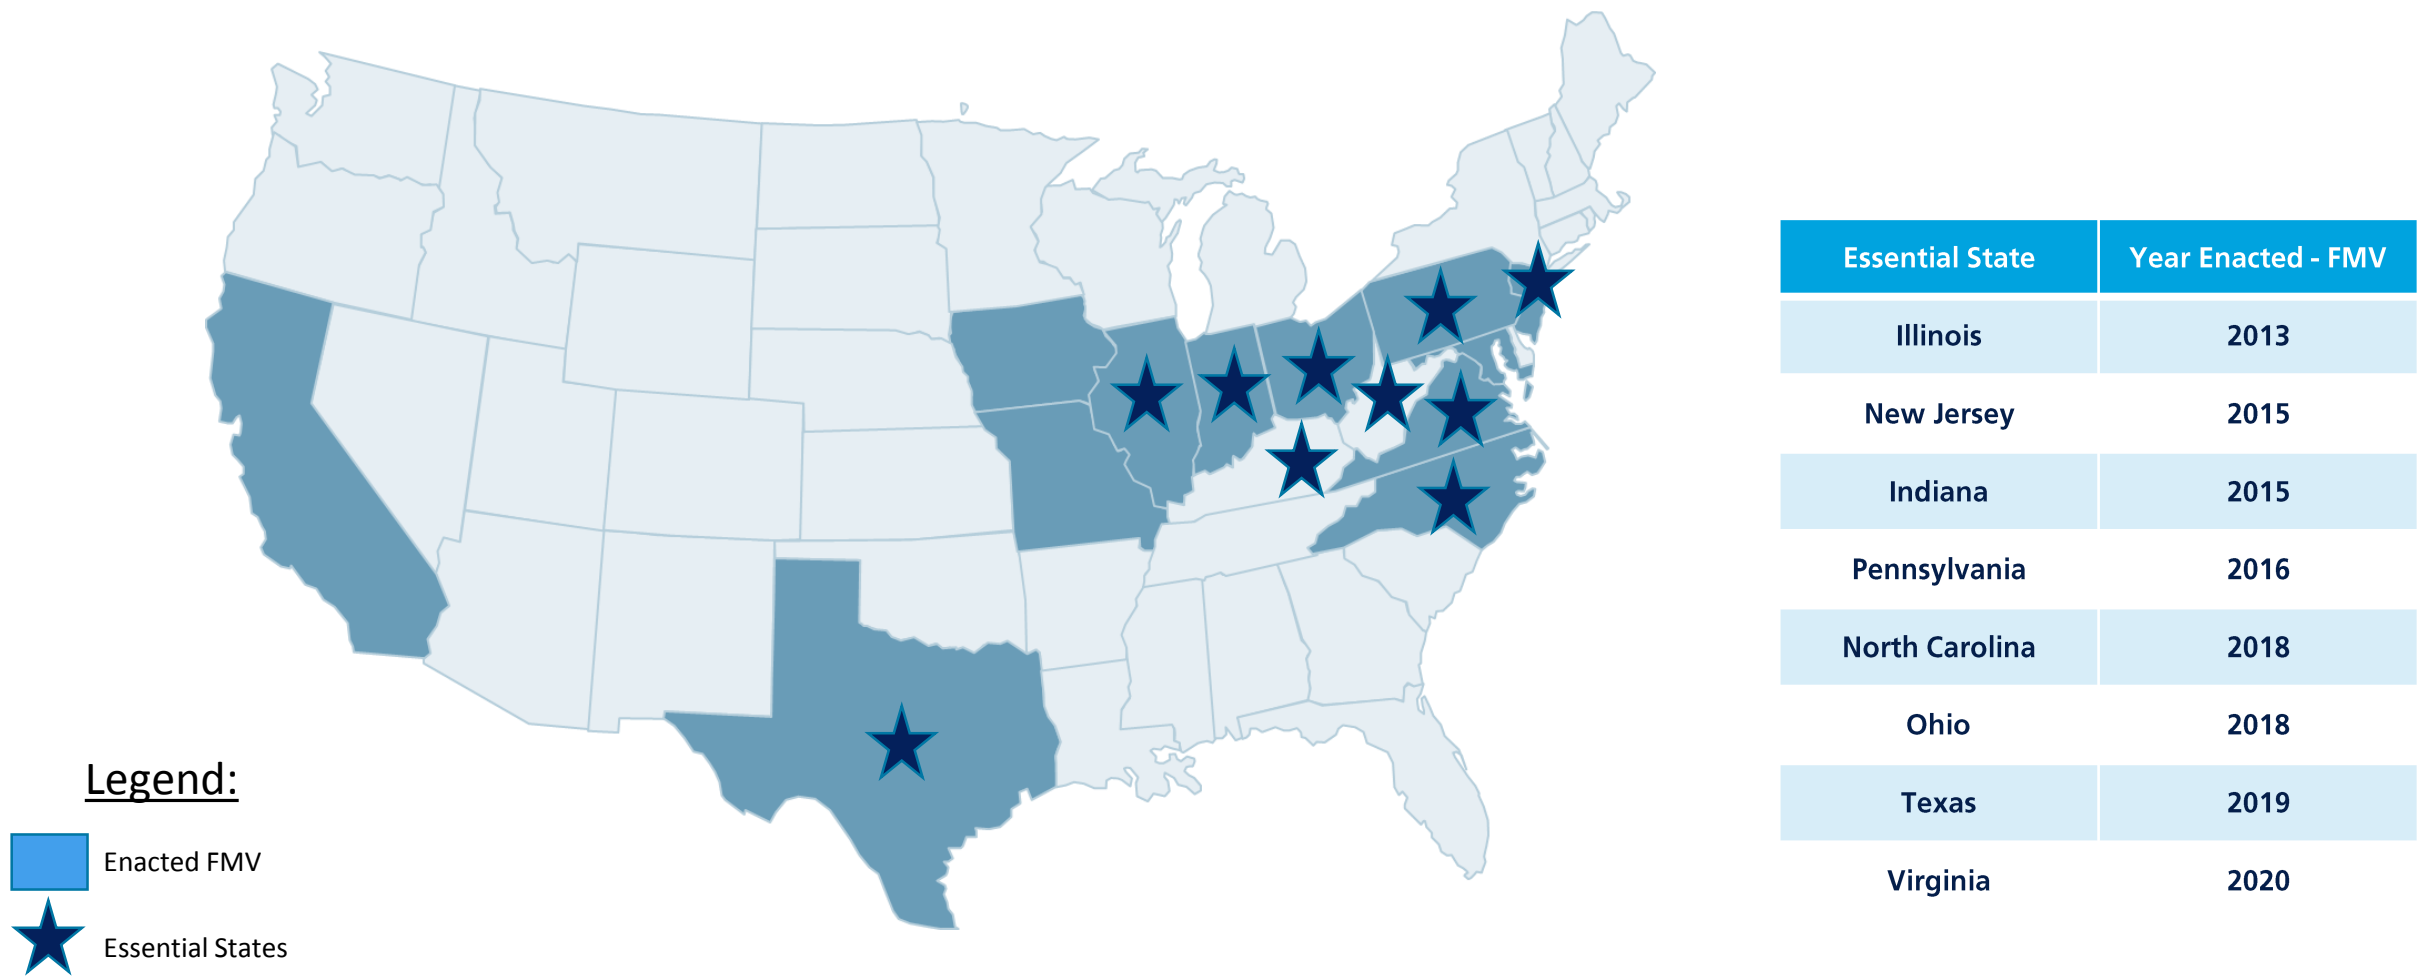 Essential State Year Enacted - FMV
Illinois 2013
New Jersey 2015
Indiana 2015
Pennsylvania 2016
North Carolina 2018
Ohio 2018
Texas 2019
Virginia 2020
Legend:
Enacted FMV
Essential States